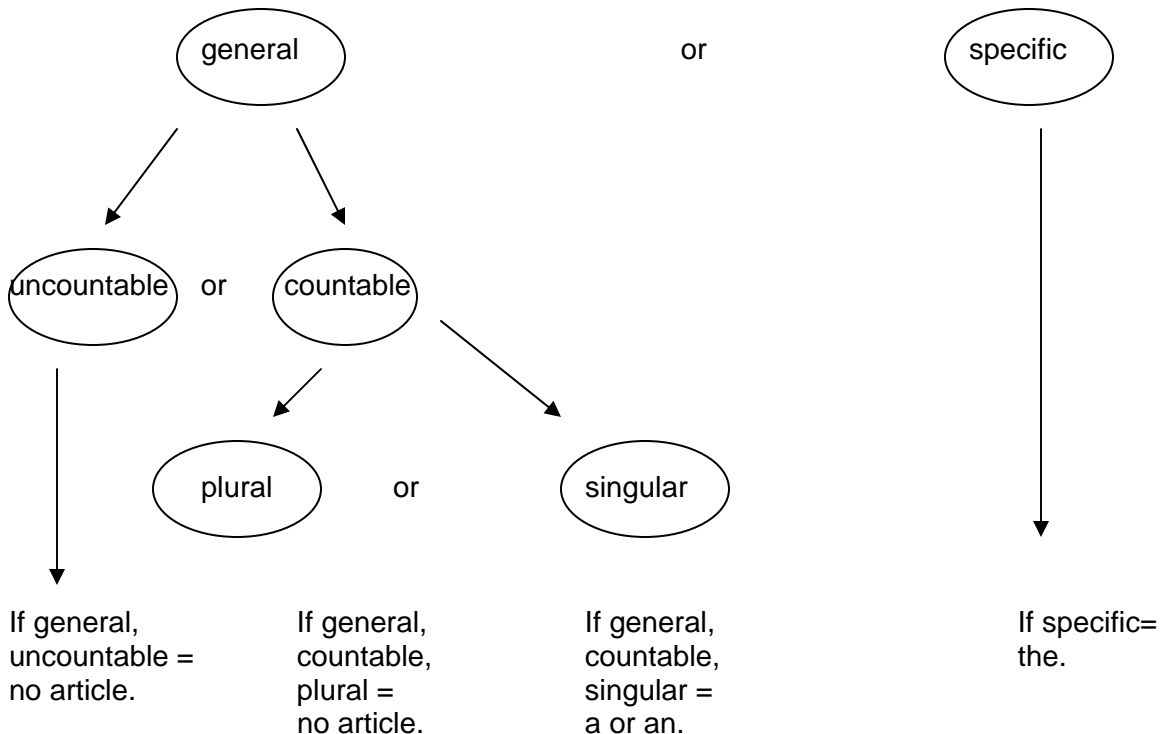 general or specific
uncountable or countable
plural or singular
If general,
uncountable =
no article.
If general,
countable,
plural =
no article.
If general,
countable,
singular =
a or an.
If specific=
the.